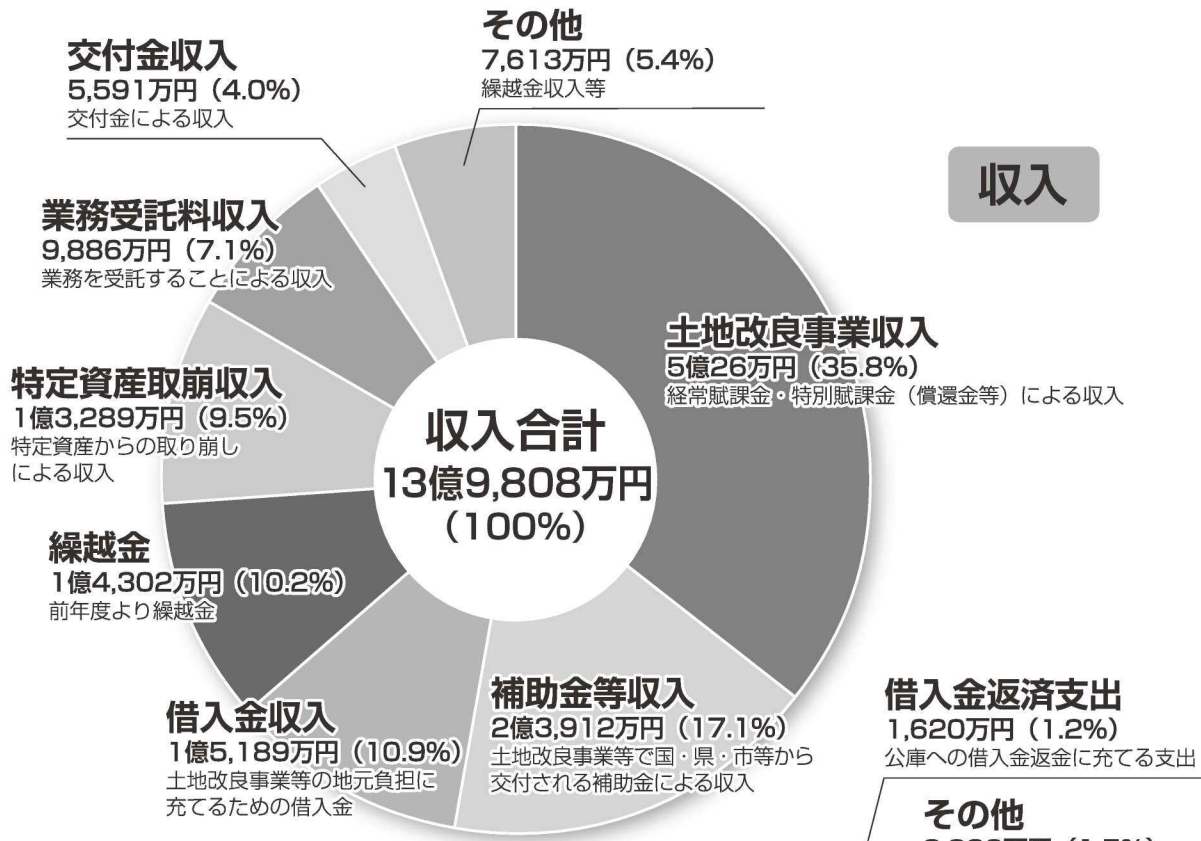 その他
7,613万円（5.4%）
繰越金収入等
交付金収入
5,591万円（4.0%）
交付金による収入
収入
業務受託料収入
9,886万円（7.1%）
業務を受託することによる収入
土地改良事業収入
5億26万円（35.8%）
経常賦課金・特別賦課金（償還金等）による収入
特定資産取崩収入
1億3,289万円（9.5%）
特定資産からの取り崩し
による収入
収入合計
13億9,808万円
（100%）
繰越金
1億4,302万円（10.2%）
前年度より繰越金
借入金収入
1億5,189万円（10.9%）
土地改良事業等の地元負担に
充てるための借入金
補助金等収入
2億3,912万円（17.1%）
土地改良事業等で国・県・市等から
交付される補助金による収入
借入金返済支出
1,620万円（1.2%）
公庫への借入金返金に充てる支出
その他